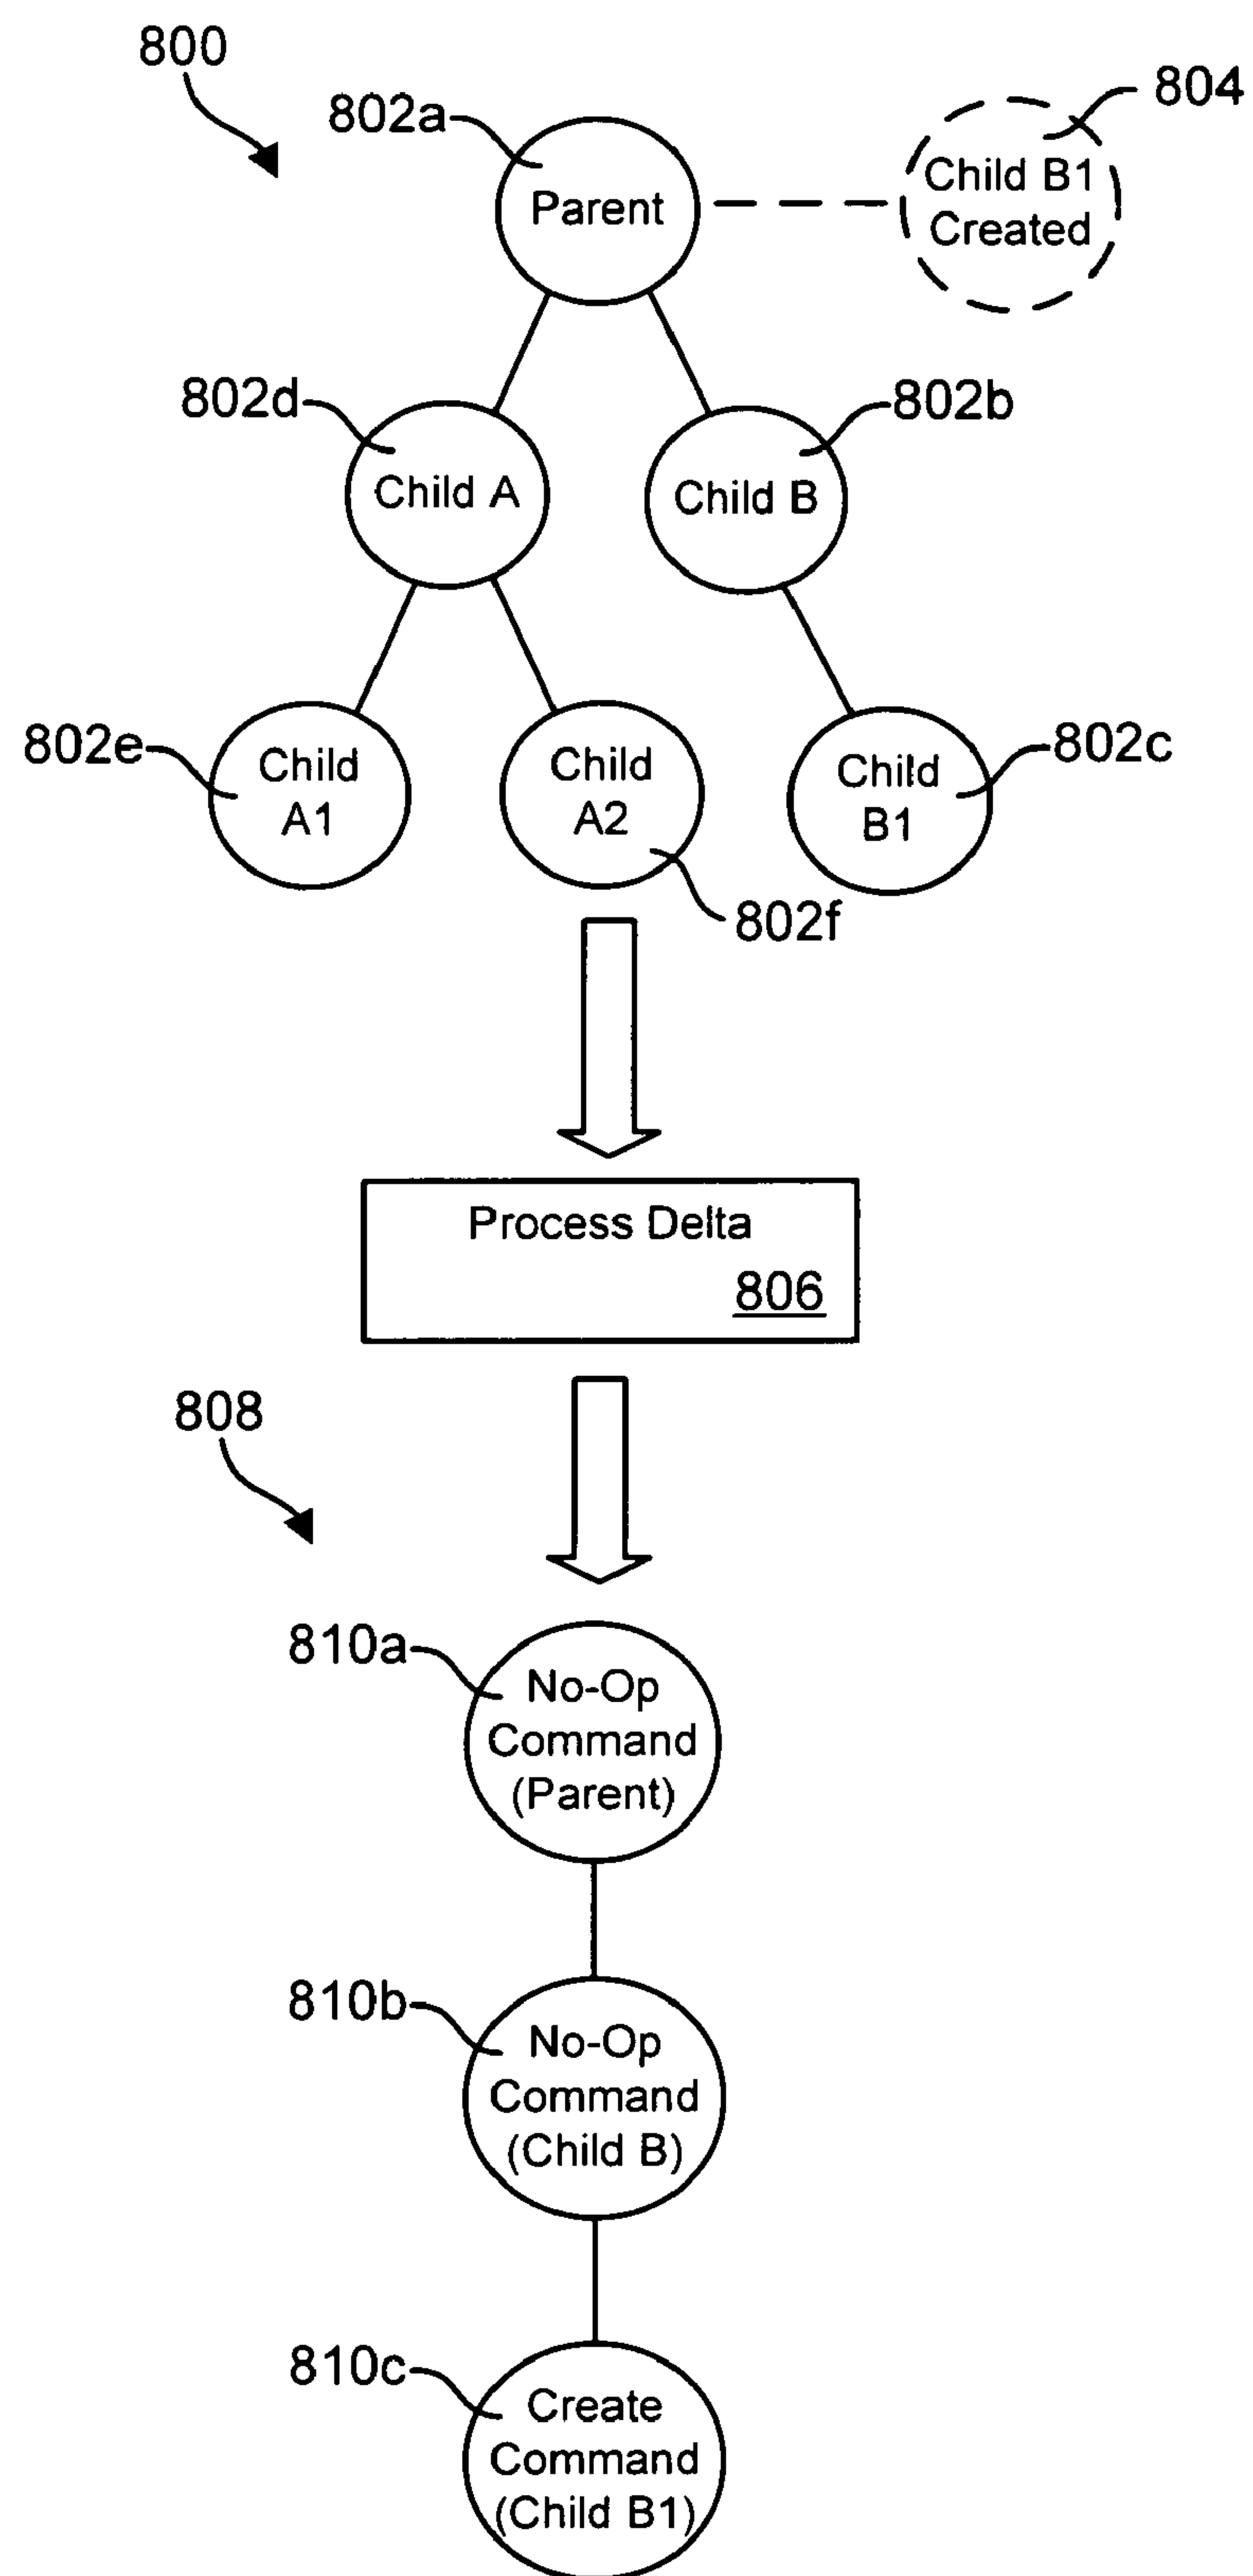 800
804
802a
Parent
Child B1
Created
802d
802b
Child A
Child B
802e
Child
A1
Child
A2
Child
B1
802c
802f
Process Delta
806
808
810a
No-Op
Command
(Parent)
810b
No-Op
Command
(Child B)
810c
Create
Command
(Child B1)